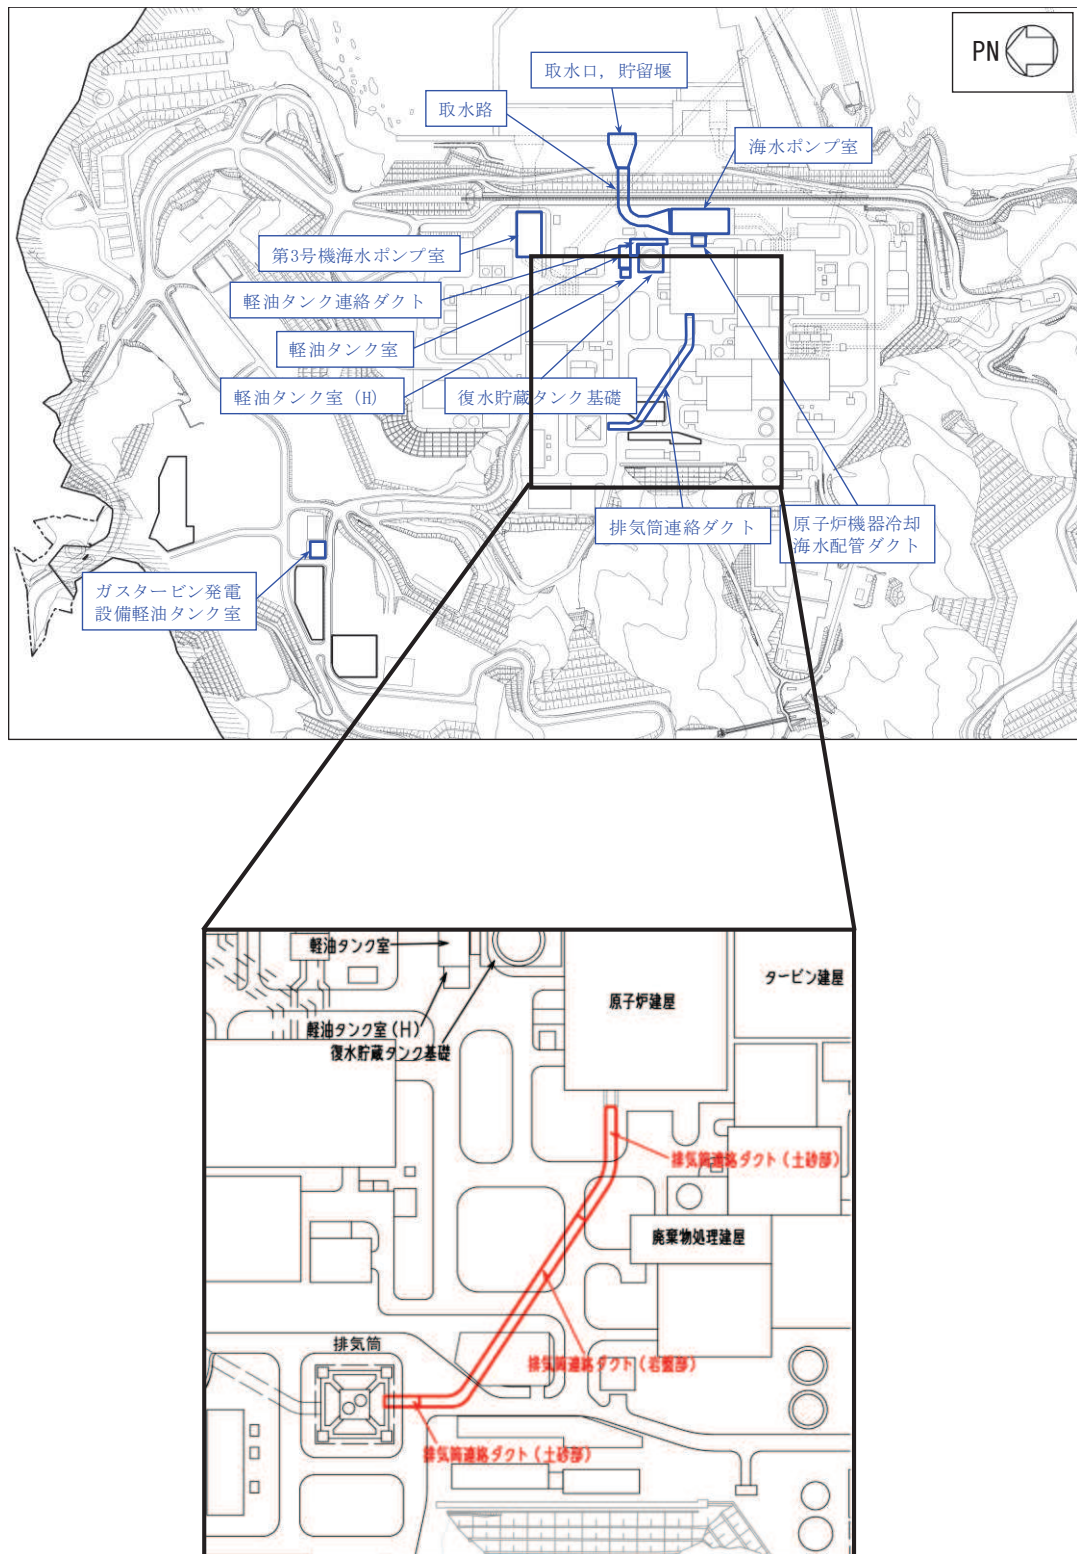 PN
取水口，貯留堰
取水路
海水ポンプ室
第3号機海水ポンプ室
軽油タンク連絡ダクト
軽油タンク室
軽油タンク室（H）
復水貯蔵タンク基礎
排気筒連絡ダクト
原子炉機器冷却
海水配管ダクト
ガスタービン発電
設備軽油タンク室
軽油タンク室
タービン建屋
原子炉建屋
軽油タンク室（H）
復水貯蔵タンク基礎
排気筒連絡ダクト（土砂部）
廃棄物処理建屋
排気筒
排気筒連絡ダクト（岩盤部）
排気筒連絡ダクト（土砂部）